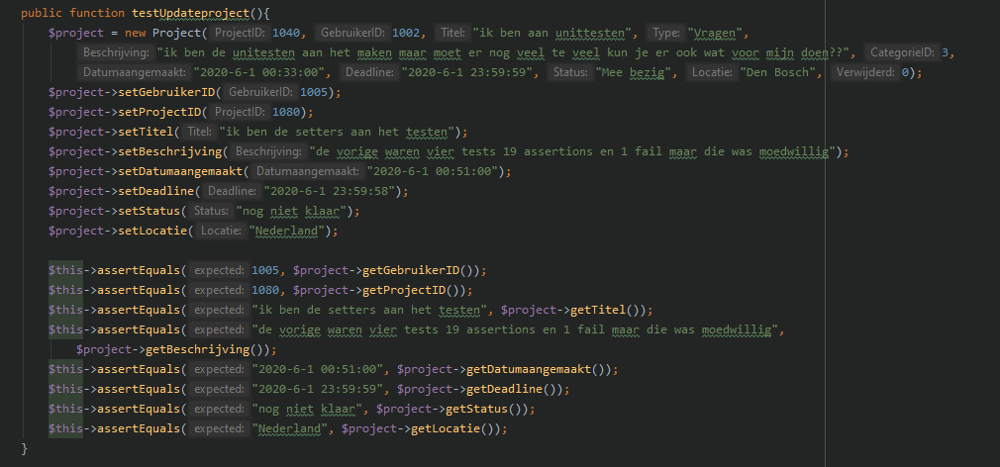 public function testUpdateproject(){
$project = new Project( ProjectID: 1040, GebruikerID: 1002, Titel: "ik ben aan unittesten", Type: "Vragen",
Beschrijving: "ik ben de unitesten aan het maken maar moet er nog veel te veel kun je er ook wat voor mijn doen??", CategorieID: 3,
Datumaangemaakt: "2020-6-1 00:33:00", Deadline: "2020-6-1 23:59:59", Status: "Mee bezig", Locatie: "Den Bosch", Verwijderd: 0);
$project->setGebruikerID( GebruikerID: 1005);
$project->setProjectID( ProjectID: 1080);
$project->setTitel( Titel: "ik ben de setters aan het testen");
$project->setBeschrijving( Beschrijving: "de vorige waren vier tests 19 assertions en 1 fail maar die was moedwillig");
$project->setDatumaangemaakt( Datumaangemaakt: "2020-6-1 00:51:00");
$project->setDeadline( Deadline: "2020-6-1 23:59:58");
$project->setStatus( Status: "nog niet klaar");
$project->setLocatie( Locatie: "Nederland");
$this->assertEquals( expected: 1005, $project->getGebruikerID());
$this->assertEquals( expected: 1080, $project->getProjectID());
$this->assertEquals( expected: "ik ben de setters aan het testen", $project->getTitel());
$this->assertEquals( expected: "de vorige waren vier tests 19 assertions en 1 fail maar die was moedwillig",
$project->getBeschrijving());
$this->assertEquals( expected: "2020-6-1 00:51:00", $project->getDatumaangemaakt());
$this->assertEquals( expected: "2020-6-1 23:59:59", $project->getDeadline());
$this->assertEquals( expected: "nog niet klaar", $project->getStatus());
$this->assertEquals( expected: "Nederland", $project->getLocatie());
}